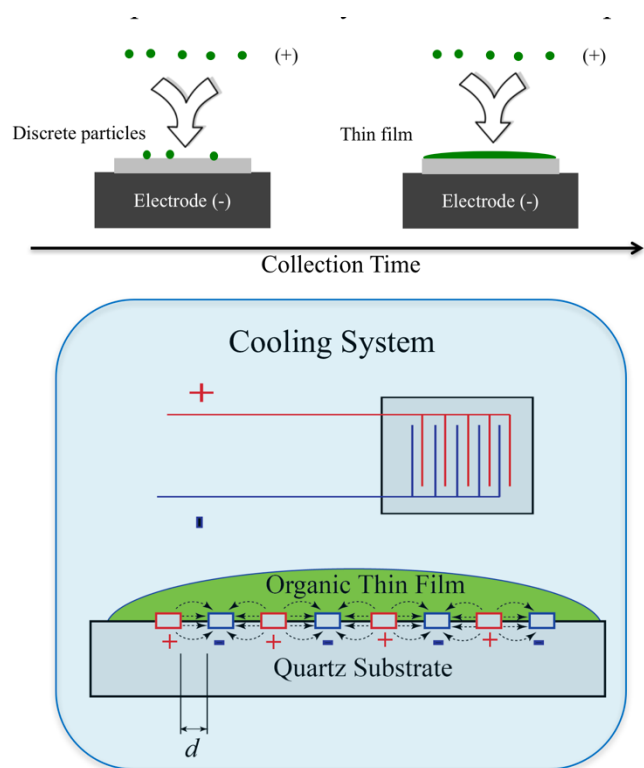 (+) (+)
Discrete particles Thin film
Electrode (-) Electrode (-)
Collection Time
Cooling System
+
-
Organic Thin Film
+ - + - + - + -
Quartz Substrate
d